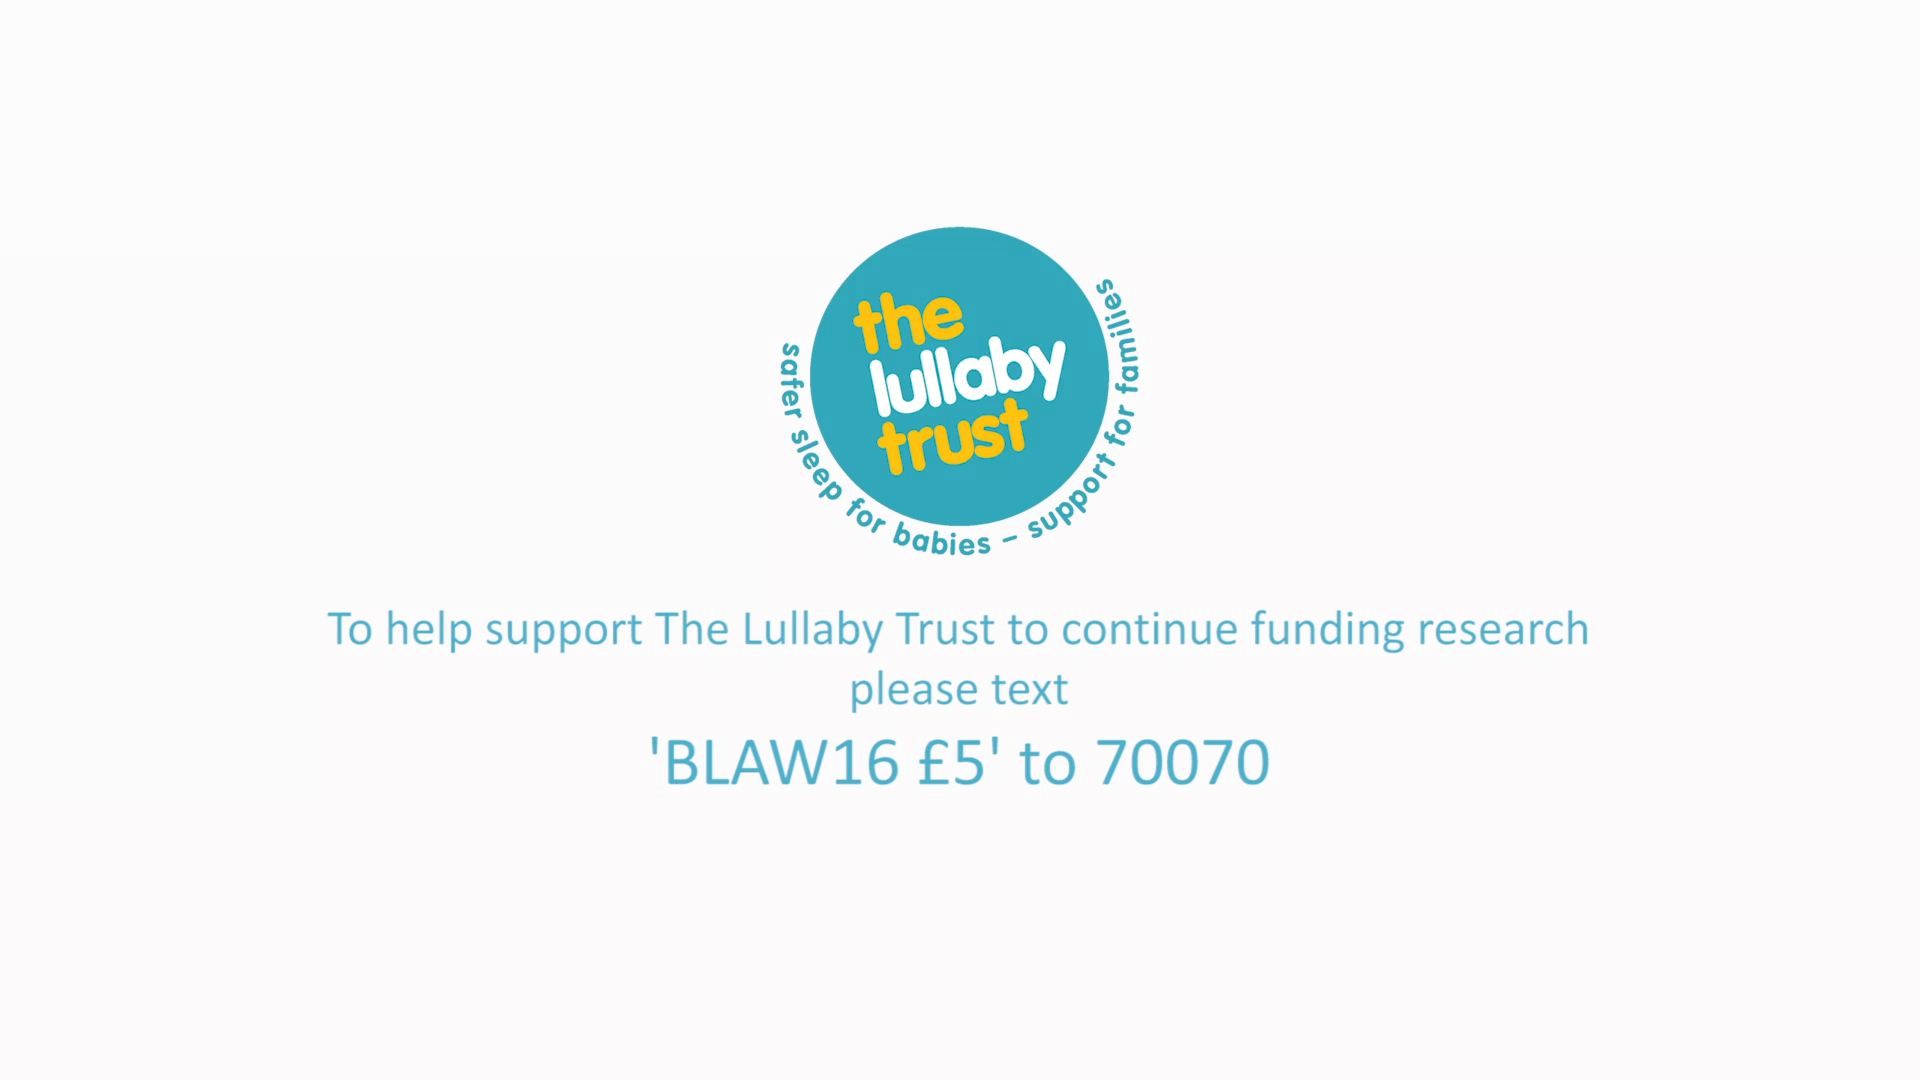 the
lullaby
trust
safer sleep for babies – support for families
To help support The Lullaby Trust to continue funding research
please text
'BLAW16 £5' to 70070